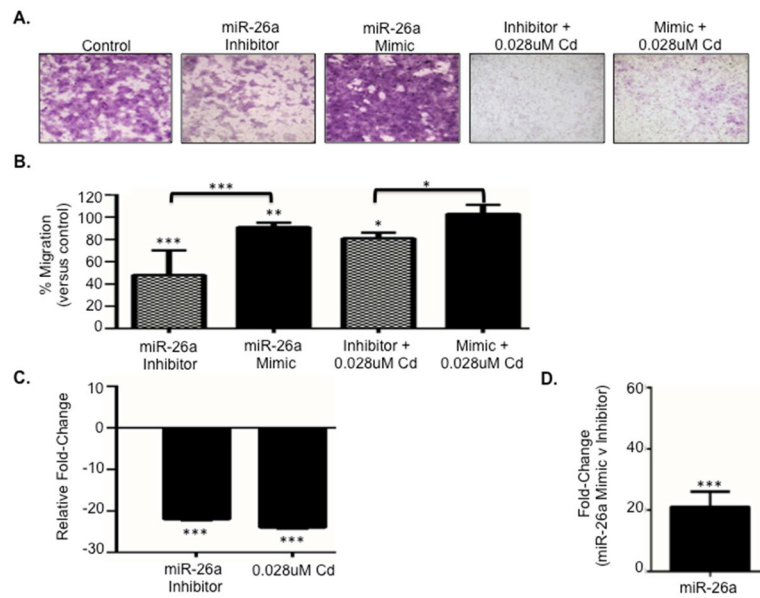 A.
Control
miR-26a
Inhibitor
miR-26a
Mimic
Inhibitor +
0.028uM Cd
Mimic +
0.028uM Cd
B.
% Migration
(versus control)
120
100
80
60
40
20
0
***
***
**
*
*
miR-26a
Inhibitor
miR-26a
Mimic
Inhibitor +
0.028uM Cd
Mimic +
0.028uM Cd
C.
Relative Fold-Change
10
0
-10
-20
-30
***
***
miR-26a
Inhibitor
0.028uM Cd
D.
Fold-Change
(miR-26a Mimic v Inhibitor)
60
40
20
0
***
miR-26a